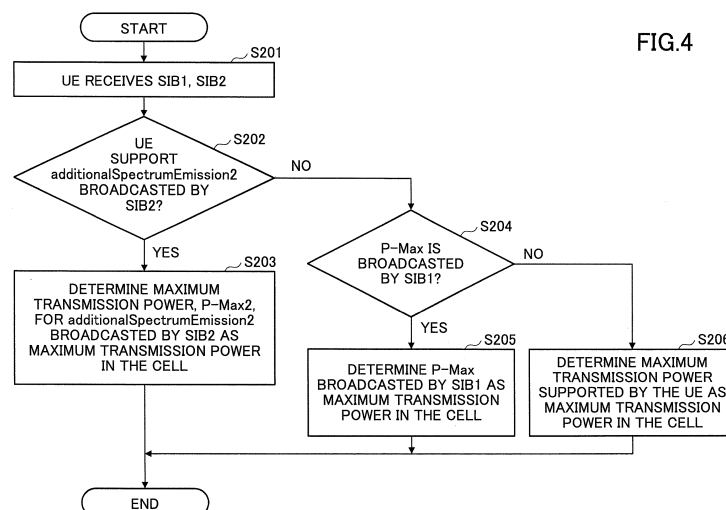 START
FIG.4
S201
UE RECEIVES SIB1, SIB2
S202
UE
SUPPORT
additionalSpectrumEmission2
BROADCASTED BY
SIB2?
NO
YES
S204
P-Max IS
BROADCASTED
BY SIB1?
NO
YES
S203
DETERMINE MAXIMUM
TRANSMISSION POWER, P-Max2,
FOR additionalSpectrumEmission2
BROADCASTED BY SIB2 AS
MAXIMUM TRANSMISSION POWER
IN THE CELL
S205
DETERMINE P-Max
BROADCASTED BY SIB1 AS
MAXIMUM TRANSMISSION
POWER IN THE CELL
S206
DETERMINE MAXIMUM
TRANSMISSION POWER
SUPPORTED BY THE UE AS
MAXIMUM TRANSMISSION
POWER IN THE CELL
END